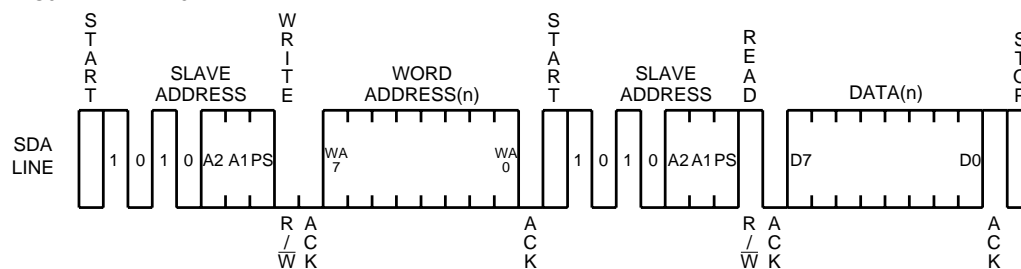 START
WRITE
START
READ
STOP
SLAVE
ADDRESS
WORD
ADDRESS(n)
SLAVE
ADDRESS
DATA(n)
SDA
LINE
1 0 1 0 A2 A1 PS
WA
7
WA
0
1 0 1 0 A2 A1 PS
D7
D0
R/W
ACK
ACK
R/W
ACK
ACK